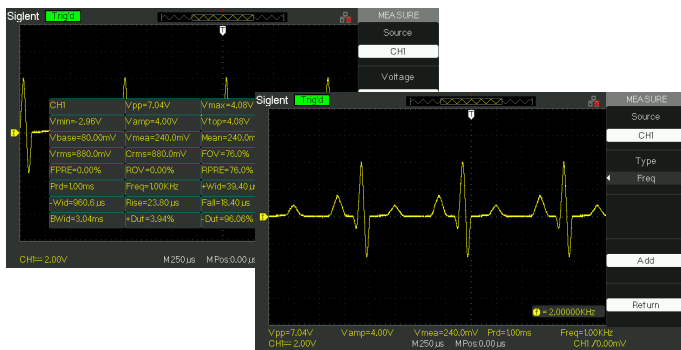 Siglent Trig'd MEASURE
T
Source
CH1
Voltage
CH1 Vpp=7.04V Vmax=4.08V
Vmin=-2.96V Vamp=4.00V Vtop=4.08V
Vbase=80.00mV Vmea=240.0mV Mean=240.0m
Vrms=880.0mV Crms=880.0mV FOV=76.0%
FPRE=0.00% ROV=0.00% RPRE=76.0%
Prd=1.00ms Freq=1.00KHz +Wid=39.40µ
-Wid=960.6µs Rise=23.80µs Fall=18.40µs
BWid=3.04ms +Dut=3.94% -Dut=96.06%
CH1 2.00V M 250µs M Pos:0.00µs
Siglent Trig'd MEASURE
T
Source
CH1
Type
Freq
Add
Return
= 2.00000KHz
Vpp=7.04V Vamp=4.00V Vmea=240.0mV Prd=1.00ms Freq=1.00KHz
CH1 2.00V M 250µs M Pos:0.00µs CH1 /0.00mV